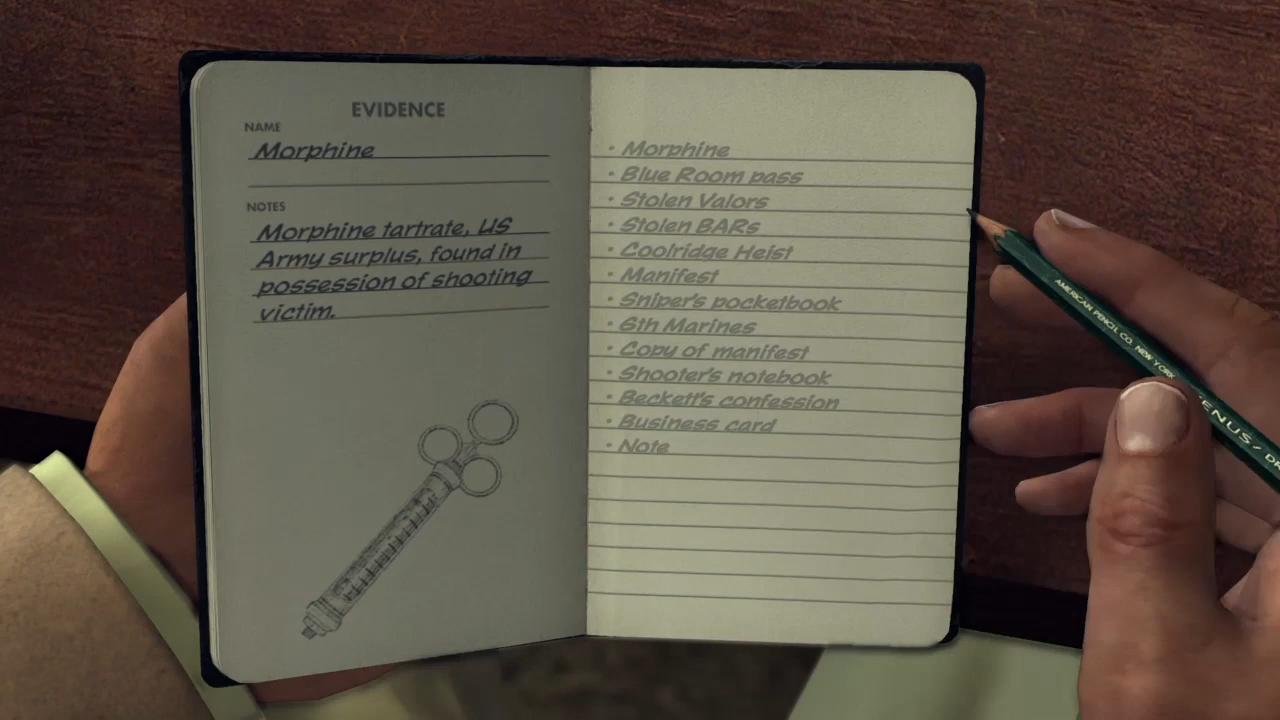 EVIDENCE
NAME
Morphine
NOTES
Morphine tartrate, US
Army surplus, found in
possession of shooting
victim.
· Morphine
· Blue Room pass
· Stolen Valors
· Stolen BARs
· Coolridge Heist
· Manifest
· Sniper's pocketbook
· 6th Marines
· Copy of manifest
· Shooter's notebook
· Beckett's confession
· Business card
· Note
AMERICAN PENCIL CO. NEW YORK